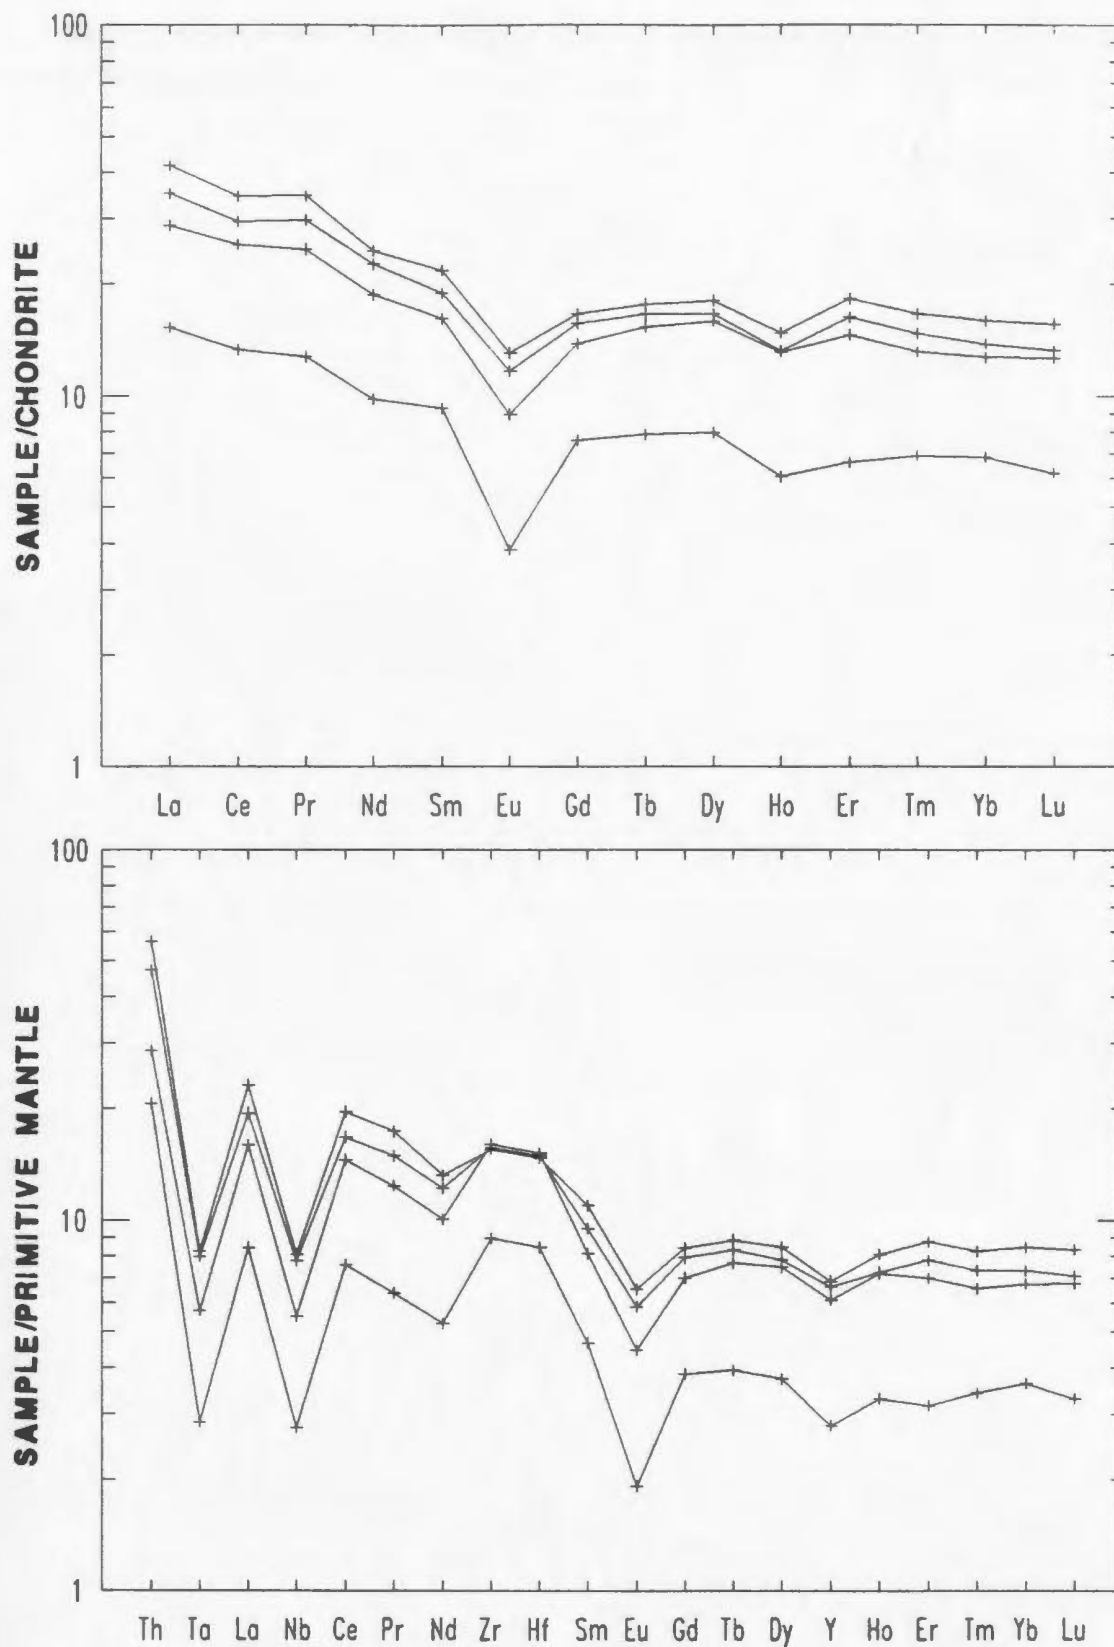 100
10
1
SAMPLE/CHONDRITE
La Ce Pr Nd Sm Eu Gd Tb Dy Ho Er Tm Yb Lu
100
10
1
SAMPLE/PRIMITIVE MANTLE
Th Ta La Nb Ce Pr Nd Zr Hf Sm Eu Gd Tb Dy Y Ho Er Tm Yb Lu